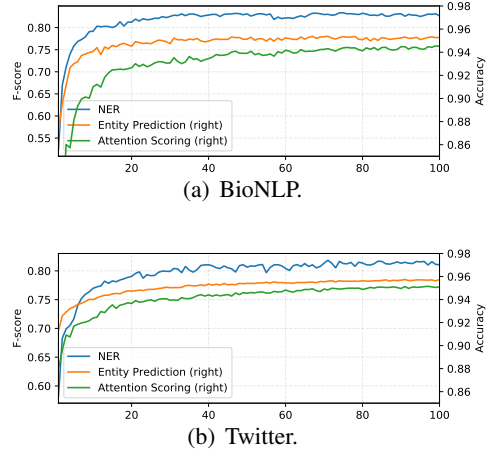 0.80
0.75
0.70
0.65
0.60
0.55
F-score
0.98
0.96
0.94
0.92
0.90
0.88
0.86
Accuracy
NER
Entity Prediction (right)
Attention Scoring (right)
20
40
60
80
100
(a) BioNLP.
0.80
0.75
0.70
0.65
0.60
F-score
0.98
0.96
0.94
0.92
0.90
0.88
0.86
Accuracy
NER
Entity Prediction (right)
Attention Scoring (right)
20
40
60
80
100
(b) Twitter.